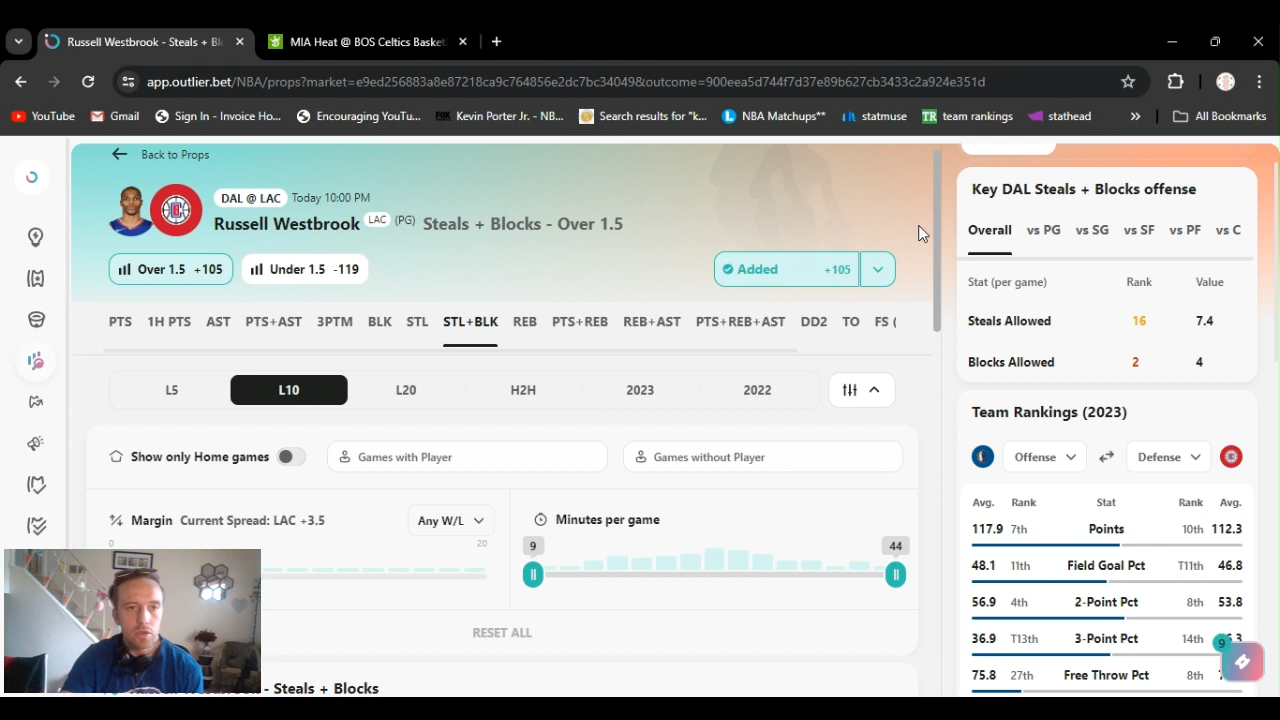 Russell Westbrook - Steals + Bl
MIA Heat @ BOS Celtics Basket
app.outlier.bet/NBA/props?market=e9ed256883a8e87218ca9c764856e2dc7bc34049&outcome=900eea5d744f7d37e89b627cb3433c2a924e351d
YouTube
Gmail
Sign In - Invoice Ho...
Encouraging YouTu...
Kevin Porter Jr. - NB...
Search results for "k...
NBA Matchups**
statmuse
team rankings
stathead
All Bookmarks
Back to Props
DAL @ LAC Today 10:00 PM
Russell Westbrook LAC (PG) Steals + Blocks - Over 1.5
Over 1.5 +105
Under 1.5 -119
Added +105
PTS 1H PTS AST PTS+AST 3PTM BLK STL STL+BLK REB PTS+REB REB+AST PTS+REB+AST DD2 TO FS (
L5 L10 L20 H2H 2023 2022
Show only Home games
Games with Player
Games without Player
Margin Current Spread: LAC +3.5
Any W/L
0 20
Minutes per game
9 44
RESET ALL
- Steals + Blocks
Key DAL Steals + Blocks offense
Overall vs PG vs SG vs SF vs PF vs C
Stat (per game) Rank Value
Steals Allowed 16 7.4
Blocks Allowed 2 4
Team Rankings (2023)
Offense Defense
Avg. Rank Stat Rank Avg.
117.9 7th Points 10th 112.3
48.1 11th Field Goal Pct T11th 46.8
56.9 4th 2-Point Pct 8th 53.8
36.9 T13th 3-Point Pct 14th
9
75.8 27th Free Throw Pct 8th